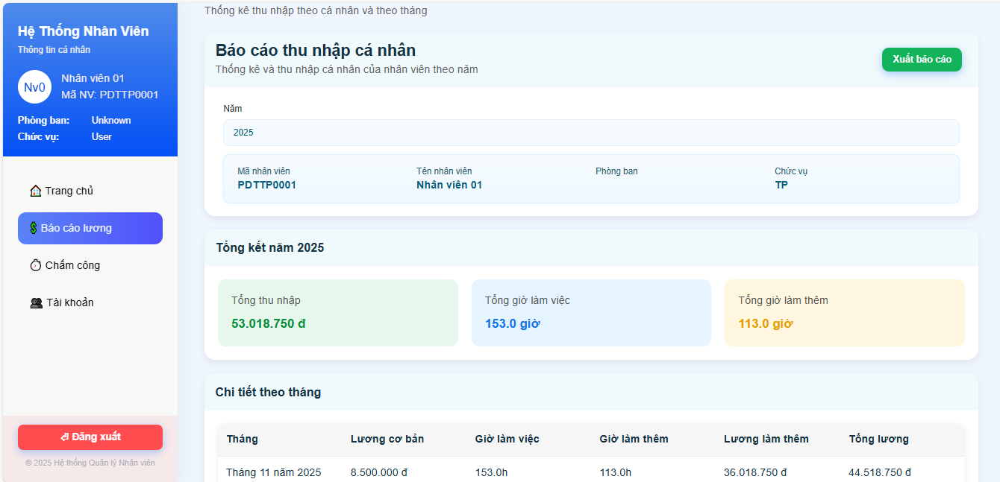 Hệ Thống Nhân Viên
Thông tin cá nhân
Nv0
Nhân viên 01
Mã NV: PDTTP0001
Phòng ban: Unknown
Chức vụ: User
Trang chủ
Báo cáo lương
Chấm công
Tài khoản
Đăng xuất
© 2025 Hệ thống Quản lý Nhân viên
Thống kê thu nhập theo cá nhân và theo tháng
Báo cáo thu nhập cá nhân
Thống kê và thu nhập cá nhân của nhân viên theo năm
Xuất báo cáo
Năm
2025
Mã nhân viên Tên nhân viên Phòng ban Chức vụ
PDTTP0001 Nhân viên 01 TP
Tổng kết năm 2025
Tổng thu nhập Tổng giờ làm việc Tổng giờ làm thêm
53.018.750 đ 153.0 giờ 113.0 giờ
Chi tiết theo tháng
Tháng Lương cơ bản Giờ làm việc Giờ làm thêm Lương làm thêm Tổng lương
Tháng 11 năm 2025 8.500.000 đ 153.0h 113.0h 36.018.750 đ 44.518.750 đ